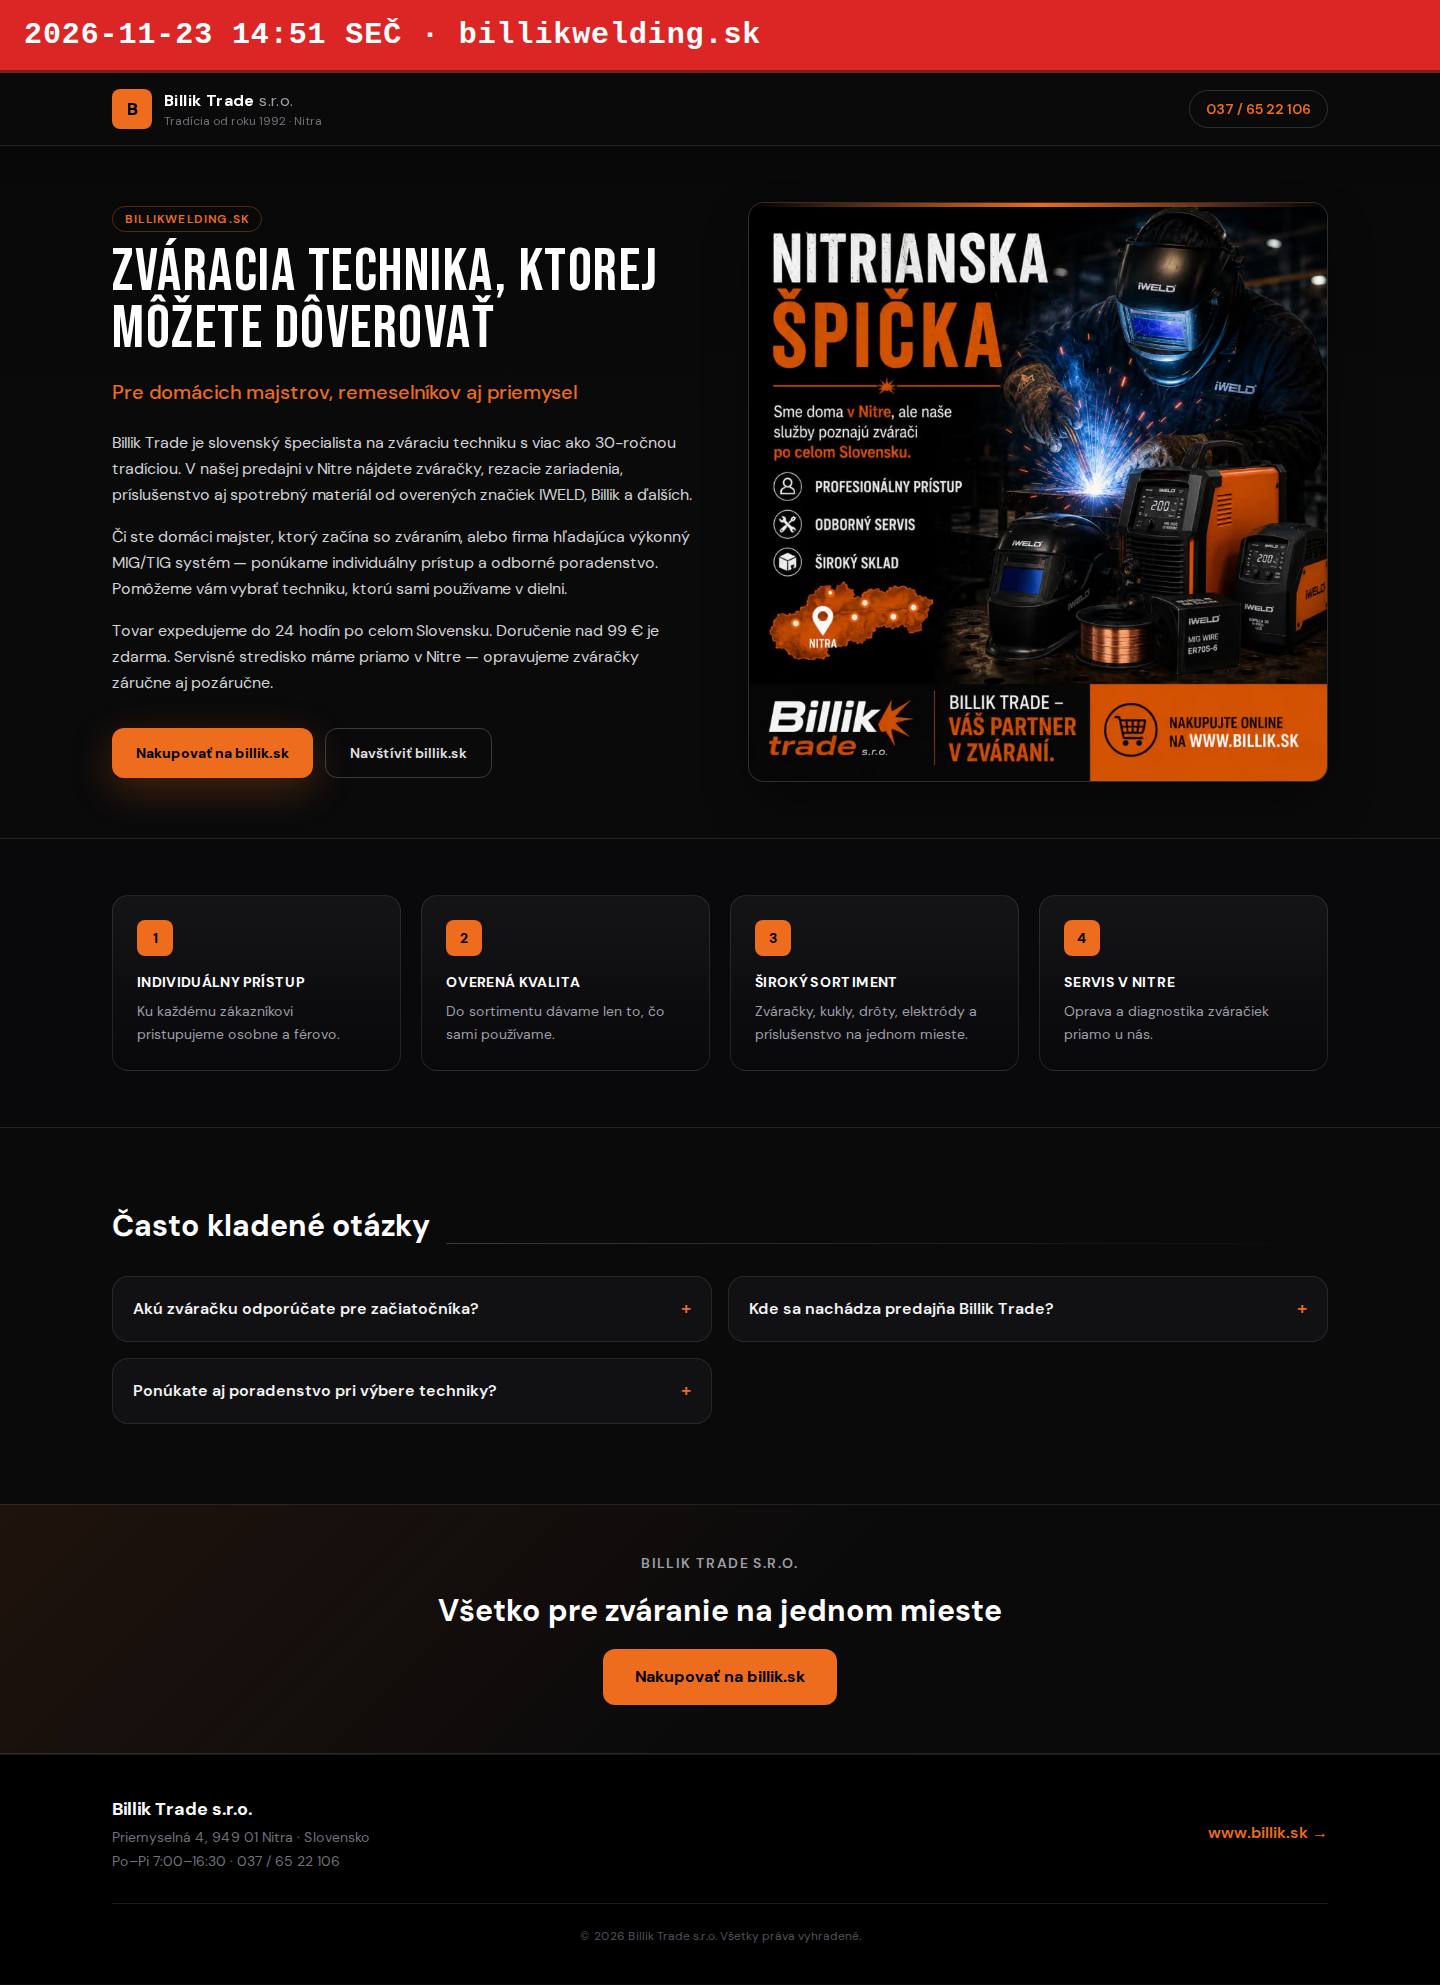 2026-11-23 14:51 SEČ · billikwelding.sk
B
Billik Trade s.r.o.
Tradícia od roku 1992 · Nitra
037 / 65 22 106
BILLIKWELDING.SK
ZVÁRACIA TECHNIKA, KTOREJ
MÔŽETE DÔVEROVAŤ
Pre domácich majstrov, remeselníkov aj priemysel
Billik Trade je slovenský špecialista na zváraciu techniku s viac ako 30-ročnou
tradíciou. V našej predajni v Nitre nájdete zváračky, rezacie zariadenia,
príslušenstvo aj spotrebný materiál od overených značiek IWELD, Billik a ďalších.
Či ste domáci majster, ktorý začína so zváraním, alebo firma hľadajúca výkonný
MIG/TIG systém — ponúkame individuálny prístup a odborné poradenstvo.
Pomôžeme vám vybrať techniku, ktorú sami používame v dielni.
Tovar expedujeme do 24 hodín po celom Slovensku. Doručenie nad 99 € je
zdarma. Servisné stredisko máme priamo v Nitre — opravujeme zváračky
záručne aj pozáručne.
Nakupovať na billik.sk
Navštíviť billik.sk
NITRIANSKA
ŠPIČKA
Sme doma v Nitre, ale naše
služby poznajú zvárači
po celom Slovensku.
PROFESIONÁLNY PRÍSTUP
ODBORNÝ SERVIS
ŠIROKÝ SKLAD
NITRA
iWELD
iWELD
200
iWELD
200
iWELD
iWELD
iWELD
MIG WIRE
ER70S-6
Billik
trade s.r.o.
BILLIK TRADE –
VÁŠ PARTNER
V ZVÁRANÍ.
NAKUPUJTE ONLINE
NA WWW.BILLIK.SK
1
INDIVIDUÁLNY PRÍSTUP
Ku každému zákazníkovi
pristupujeme osobne a férovo.
2
OVERENÁ KVALITA
Do sortimentu dávame len to, čo
sami používame.
3
ŠIROKÝ SORTIMENT
Zváračky, kukly, drôty, elektródy a
príslušenstvo na jednom mieste.
4
SERVIS V NITRE
Oprava a diagnostika zváračiek
priamo u nás.
Často kladené otázky
Akú zváračku odporúčate pre začiatočníka? +
Kde sa nachádza predajňa Billik Trade? +
Ponúkate aj poradenstvo pri výbere techniky? +
BILLIK TRADE S.R.O.
Všetko pre zváranie na jednom mieste
Nakupovať na billik.sk
Billik Trade s.r.o.
Priemyselná 4, 949 01 Nitra · Slovensko
Po–Pi 7:00–16:30 · 037 / 65 22 106
www.billik.sk →
© 2026 Billik Trade s.r.o. Všetky práva vyhradené.